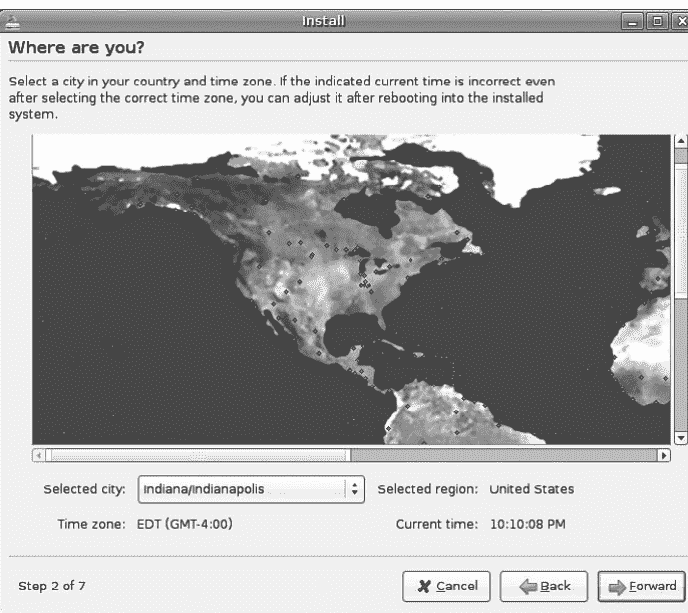 Install
Where are you?
Select a city in your country and time zone. If the indicated current time is incorrect even
after selecting the correct time zone, you can adjust it after rebooting into the installed
system.
Selected city: Indiana/Indianapolis Selected region: United States
Time zone: EDT (GMT-4:00) Current time: 10:10:08 PM
Step 2 of 7 Cancel Back Forward